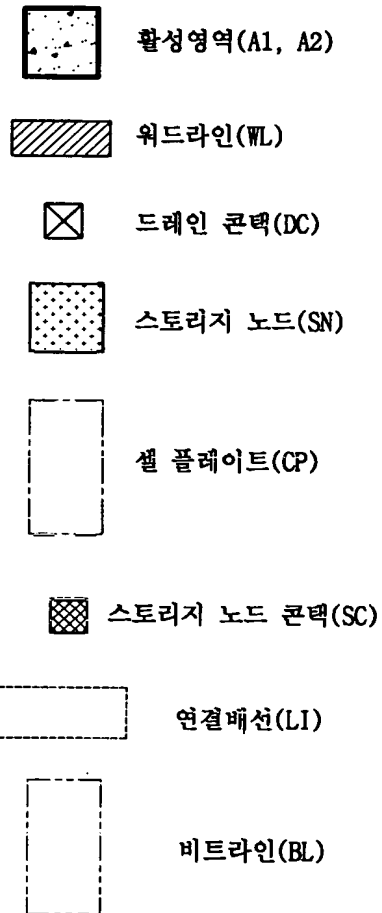 활성영역(A1, A2)
워드라인(WL)
드레인 콘택(DC)
스토리지 노드(SN)
셀 플레이트(CP)
스토리지 노드 콘택(SC)
연결배선(LI)
비트라인(BL)